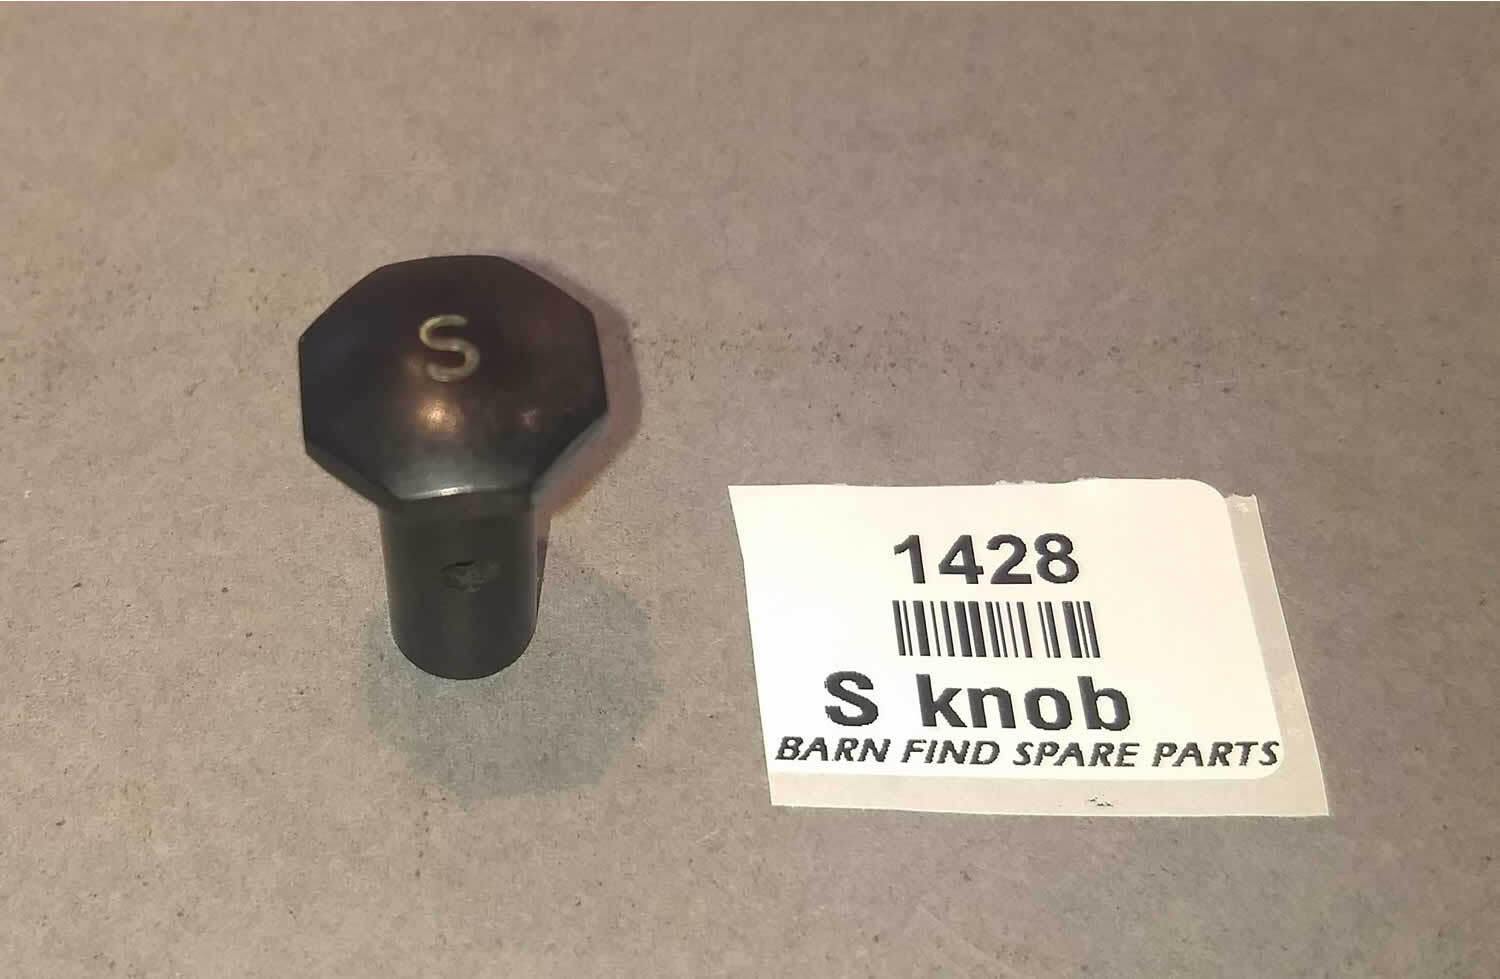 S
1428
S knob
BARN FIND SPARE PARTS